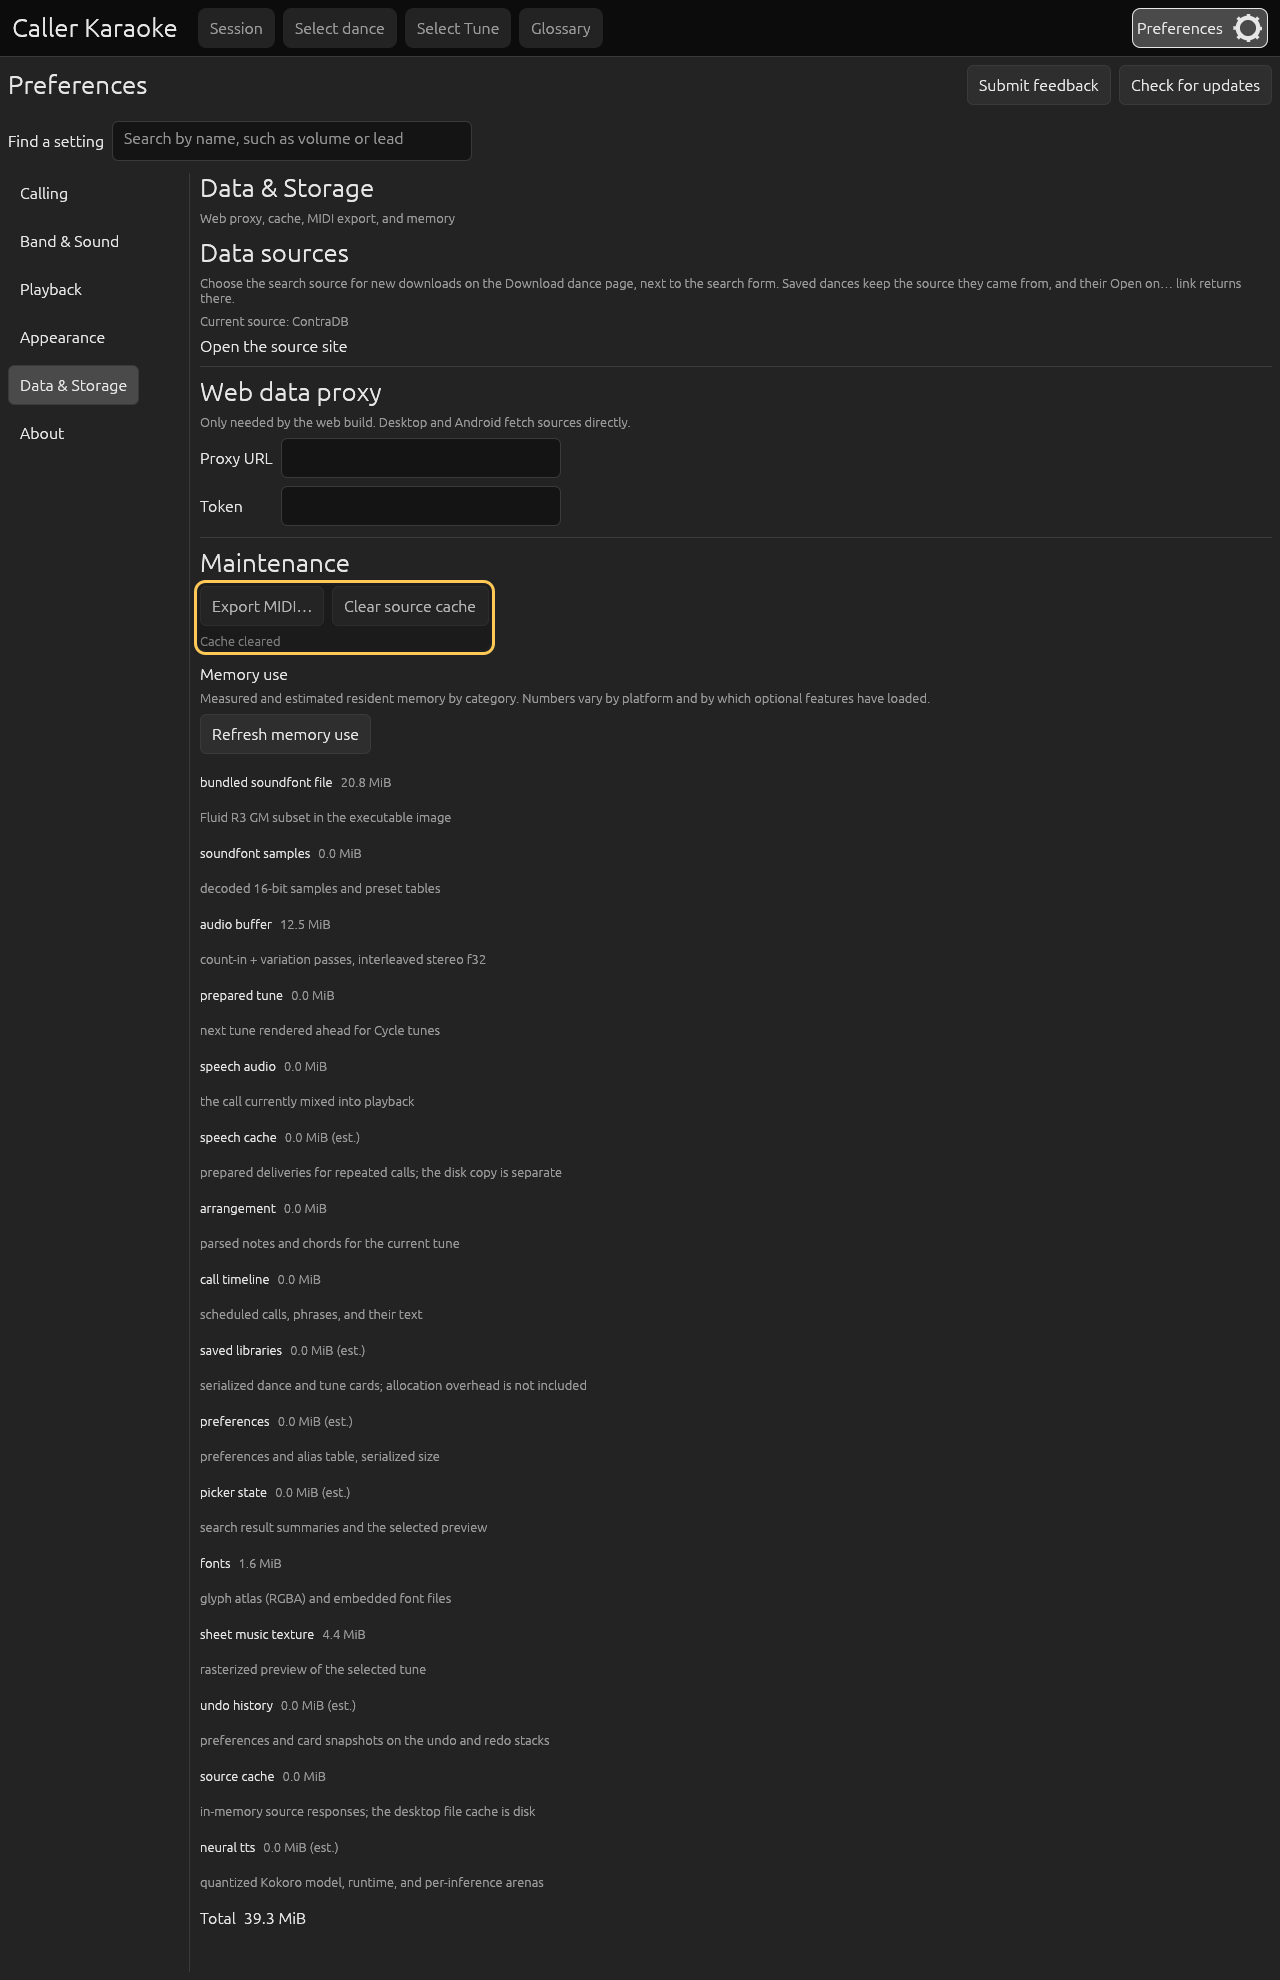 Caller Karaoke
Session
Select dance
Select Tune
Glossary
Preferences
Preferences
Submit feedback
Check for updates
Find a setting
Search by name, such as volume or lead
Calling
Band & Sound
Playback
Appearance
Data & Storage
About
Data & Storage
Web proxy, cache, MIDI export, and memory
Data sources
Choose the search source for new downloads on the Download dance page, next to the search form. Saved dances keep the source they came from, and their Open on… link returns
there.
Current source: ContraDB
Open the source site
Web data proxy
Only needed by the web build. Desktop and Android fetch sources directly.
Proxy URL
Token
Maintenance
Export MIDI…
Clear source cache
Cache cleared
Memory use
Measured and estimated resident memory by category. Numbers vary by platform and by which optional features have loaded.
Refresh memory use
bundled soundfont file 20.8 MiB
Fluid R3 GM subset in the executable image
soundfont samples 0.0 MiB
decoded 16-bit samples and preset tables
audio buffer 12.5 MiB
count-in + variation passes, interleaved stereo f32
prepared tune 0.0 MiB
next tune rendered ahead for Cycle tunes
speech audio 0.0 MiB
the call currently mixed into playback
speech cache 0.0 MiB (est.)
prepared deliveries for repeated calls; the disk copy is separate
arrangement 0.0 MiB
parsed notes and chords for the current tune
call timeline 0.0 MiB
scheduled calls, phrases, and their text
saved libraries 0.0 MiB (est.)
serialized dance and tune cards; allocation overhead is not included
preferences 0.0 MiB (est.)
preferences and alias table, serialized size
picker state 0.0 MiB (est.)
search result summaries and the selected preview
fonts 1.6 MiB
glyph atlas (RGBA) and embedded font files
sheet music texture 4.4 MiB
rasterized preview of the selected tune
undo history 0.0 MiB (est.)
preferences and card snapshots on the undo and redo stacks
source cache 0.0 MiB
in-memory source responses; the desktop file cache is disk
neural tts 0.0 MiB (est.)
quantized Kokoro model, runtime, and per-inference arenas
Total 39.3 MiB